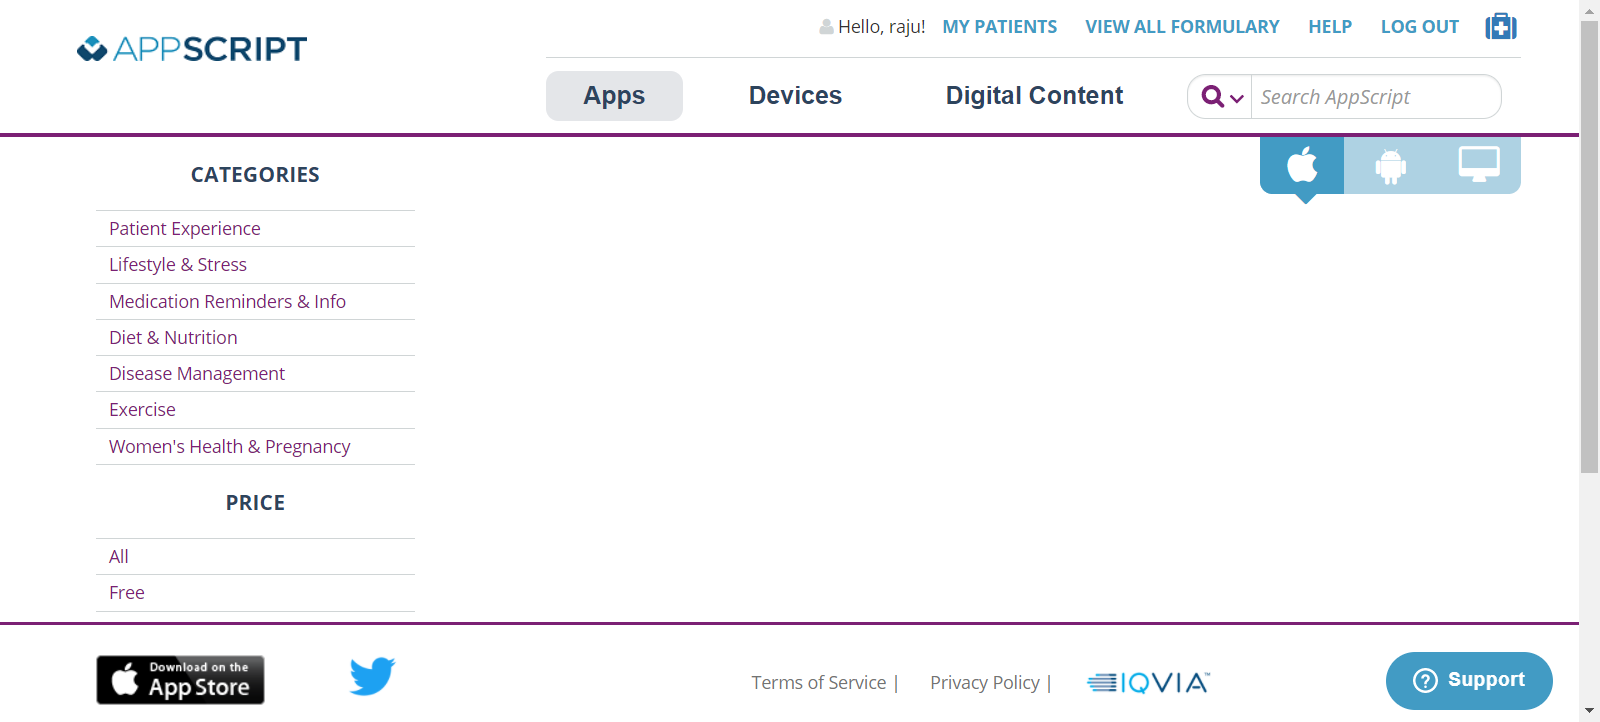 Hello, raju! MY PATIENTS VIEW ALL FORMULARY HELP LOG OUT
APPSCRIPT
Apps Devices Digital Content Search AppScript
CATEGORIES
Patient Experience
Lifestyle & Stress
Medication Reminders & Info
Diet & Nutrition
Disease Management
Exercise
Women's Health & Pregnancy
PRICE
All
Free
Download on the
App Store
Terms of Service | Privacy Policy | IQVIA™ Support